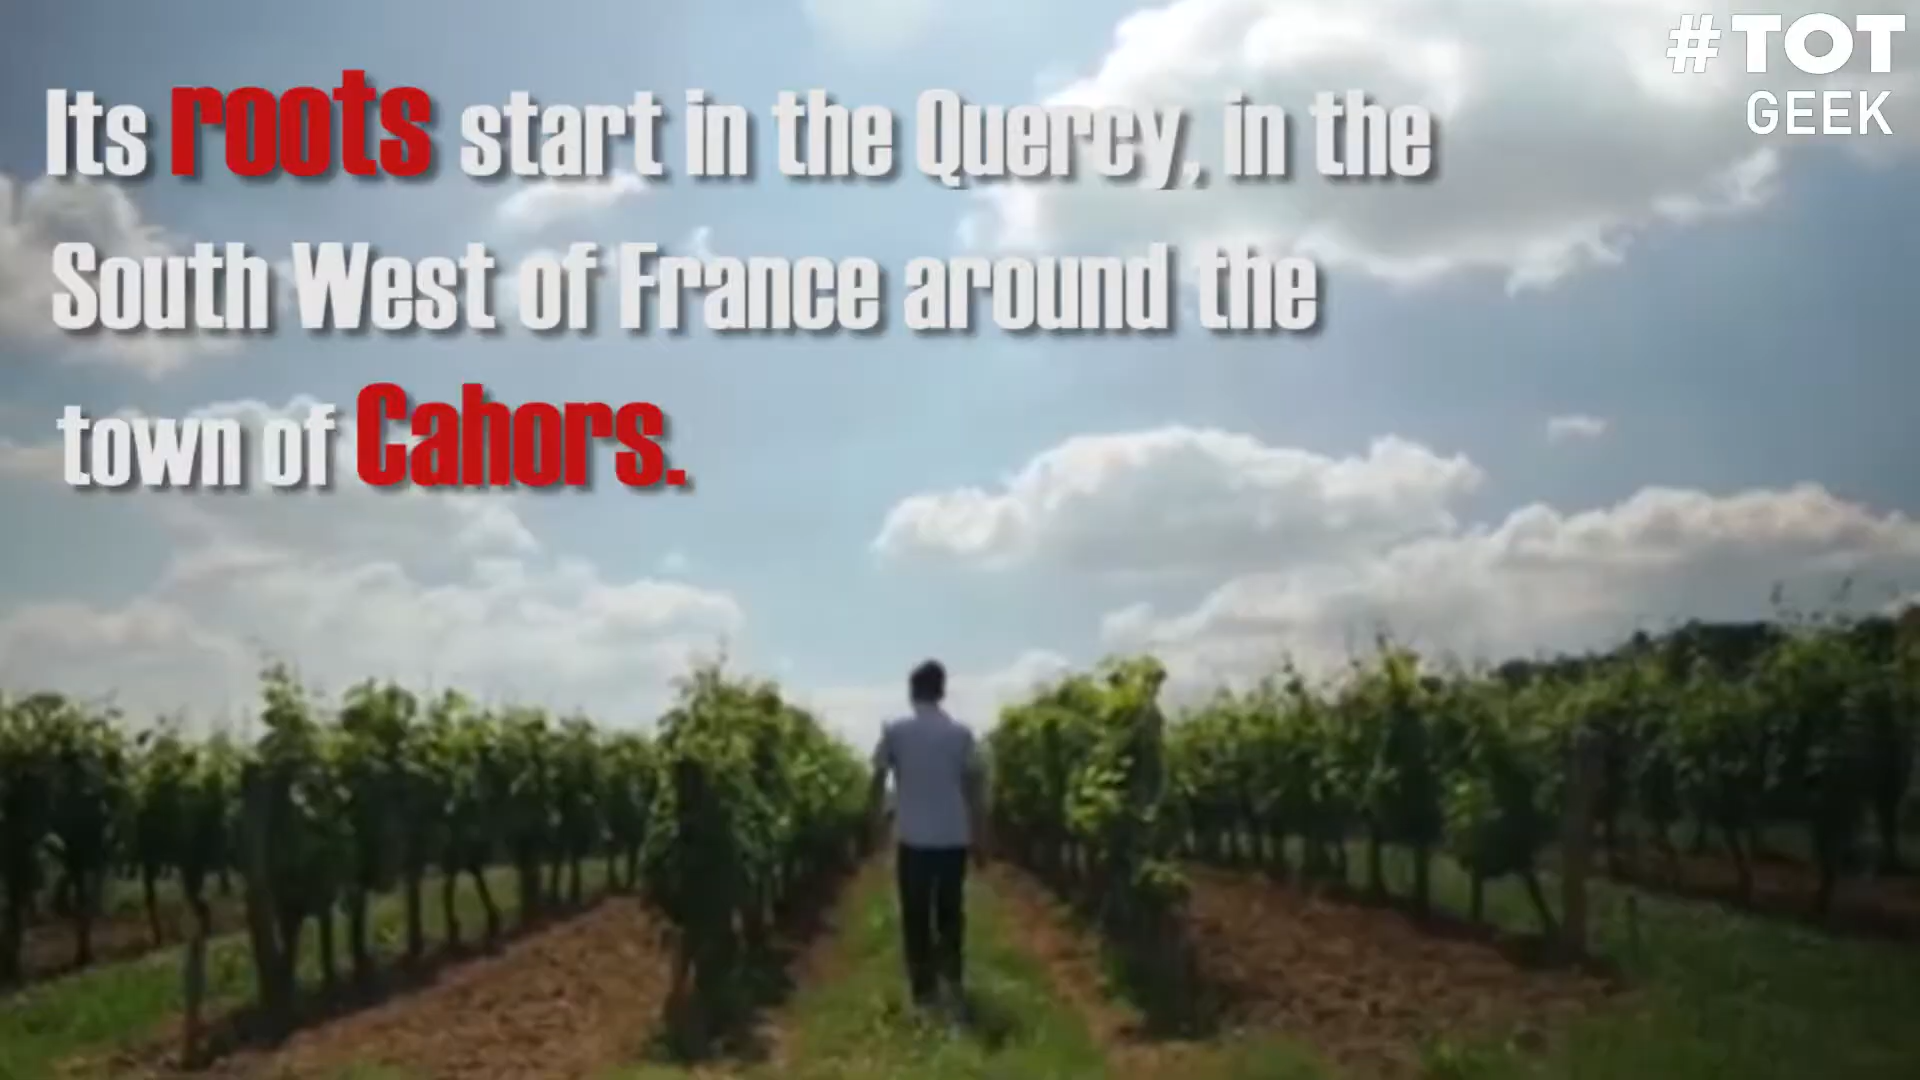 Its roots start in the Quercy, in the
South West of France around the
town of Cahors.
#TOT
GEEK